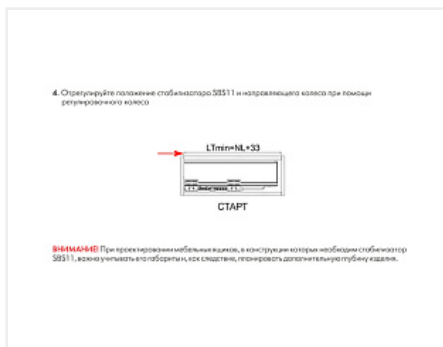 4. Отрегулируйте положение стабилизатора SBS11 и направляющего колеса при помощи
регулировочного колеса
LTmin=NL+33
СТАРТ
ВНИМАНИЕ! При проектировании мебельных ящиков, в конструкции которых необходим стабилизатор
SBS11, важно учитывать его габариты и, как следствие, планировать дополнительную глубину изделия.